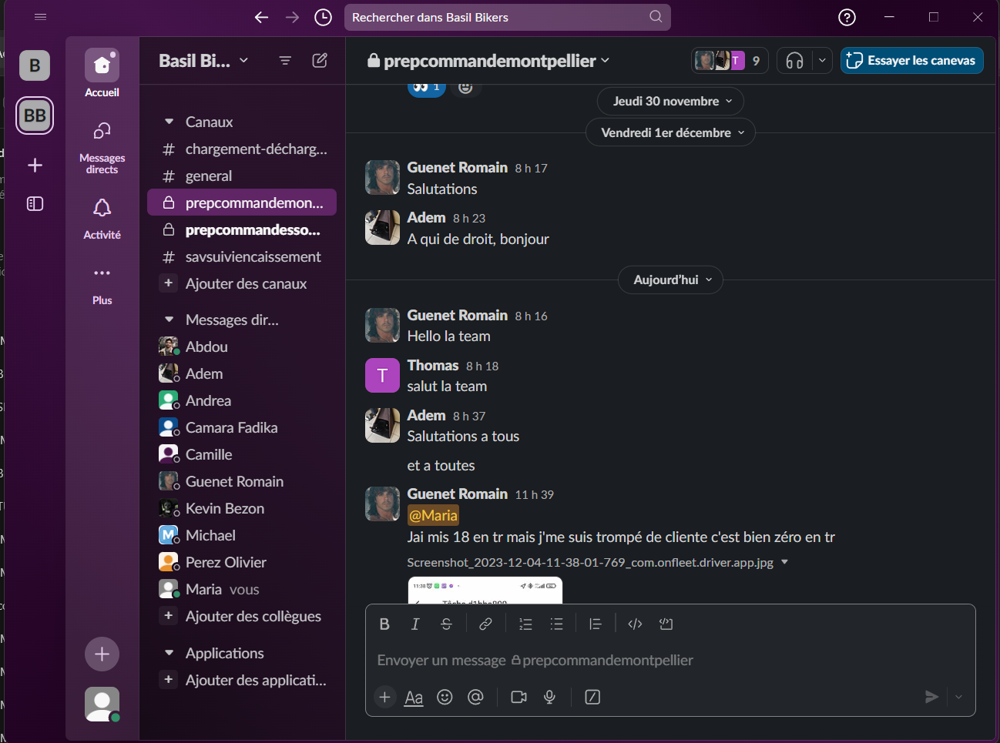 Rechercher dans Basil Bikers
B
BB
Accueil
Messages
directs
Activité
Plus
Basil Bi...
Canaux
# chargement-décharg...
# general
prepcommandemon...
prepcommandesso...
# savsuiviencaissement
+ Ajouter des canaux
Messages dir...
Abdou
Adem
Andrea
Camara Fadika
Camille
Guenet Romain
Kevin Bezon
M Michael
Perez Olivier
Maria vous
+ Ajouter des collègues
Applications
+ Ajouter des applicati...
prepcommandemontpellier
T 9
Essayer les canevas
1
Jeudi 30 novembre
Vendredi 1er décembre
Guenet Romain 8 h 17
Salutations
Adem 8 h 23
A qui de droit, bonjour
Aujourd'hui
Guenet Romain 8 h 16
Hello la team
T
Thomas 8 h 18
salut la team
Adem 8 h 37
Salutations a tous
et a toutes
Guenet Romain 11 h 39
@Maria
Jai mis 18 en tr mais j'me suis trompé de cliente c'est bien zéro en tr
Screenshot_2023-12-04-11-38-01-769_com.onfleet.driver.app.jpg
11:38
B I S
Envoyer un message prepcommandemontpellier
+ Aa @